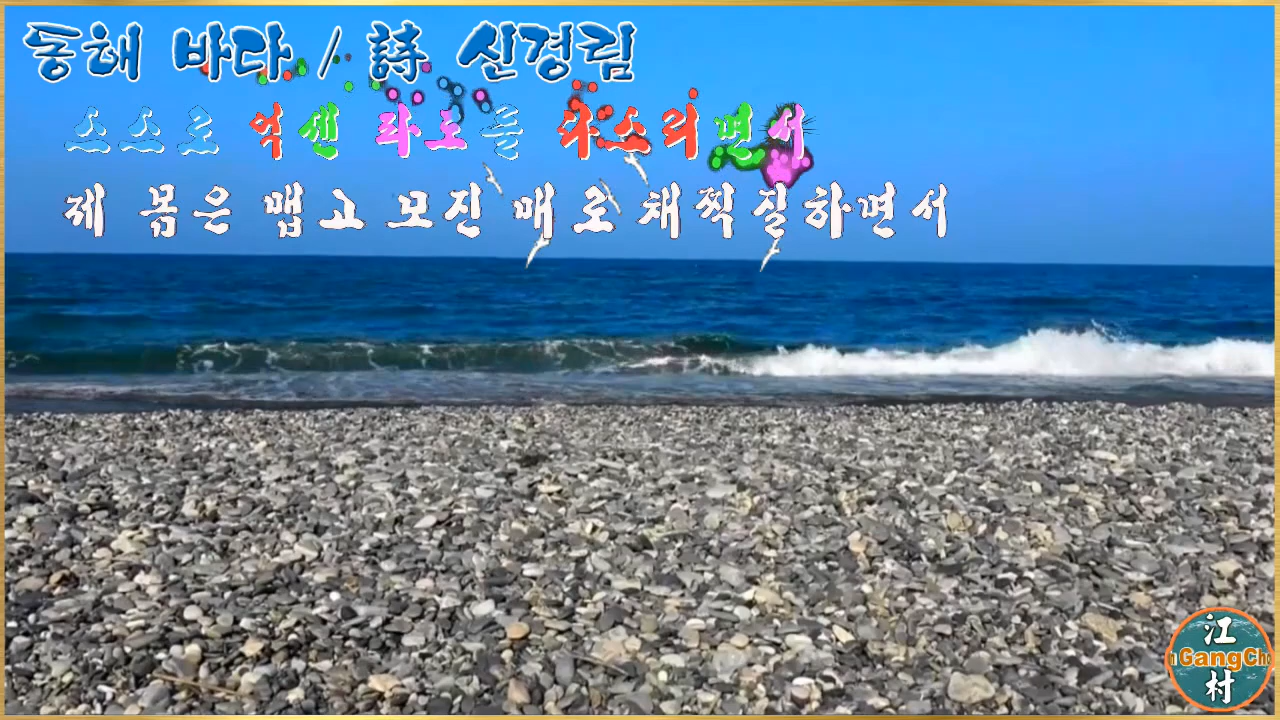 동해 바다 / 詩 신경림
스스로 억센 파도를 다스리면서
제 몸은 맵고 모진 매로 채찍질하면서
江
GangCh
村